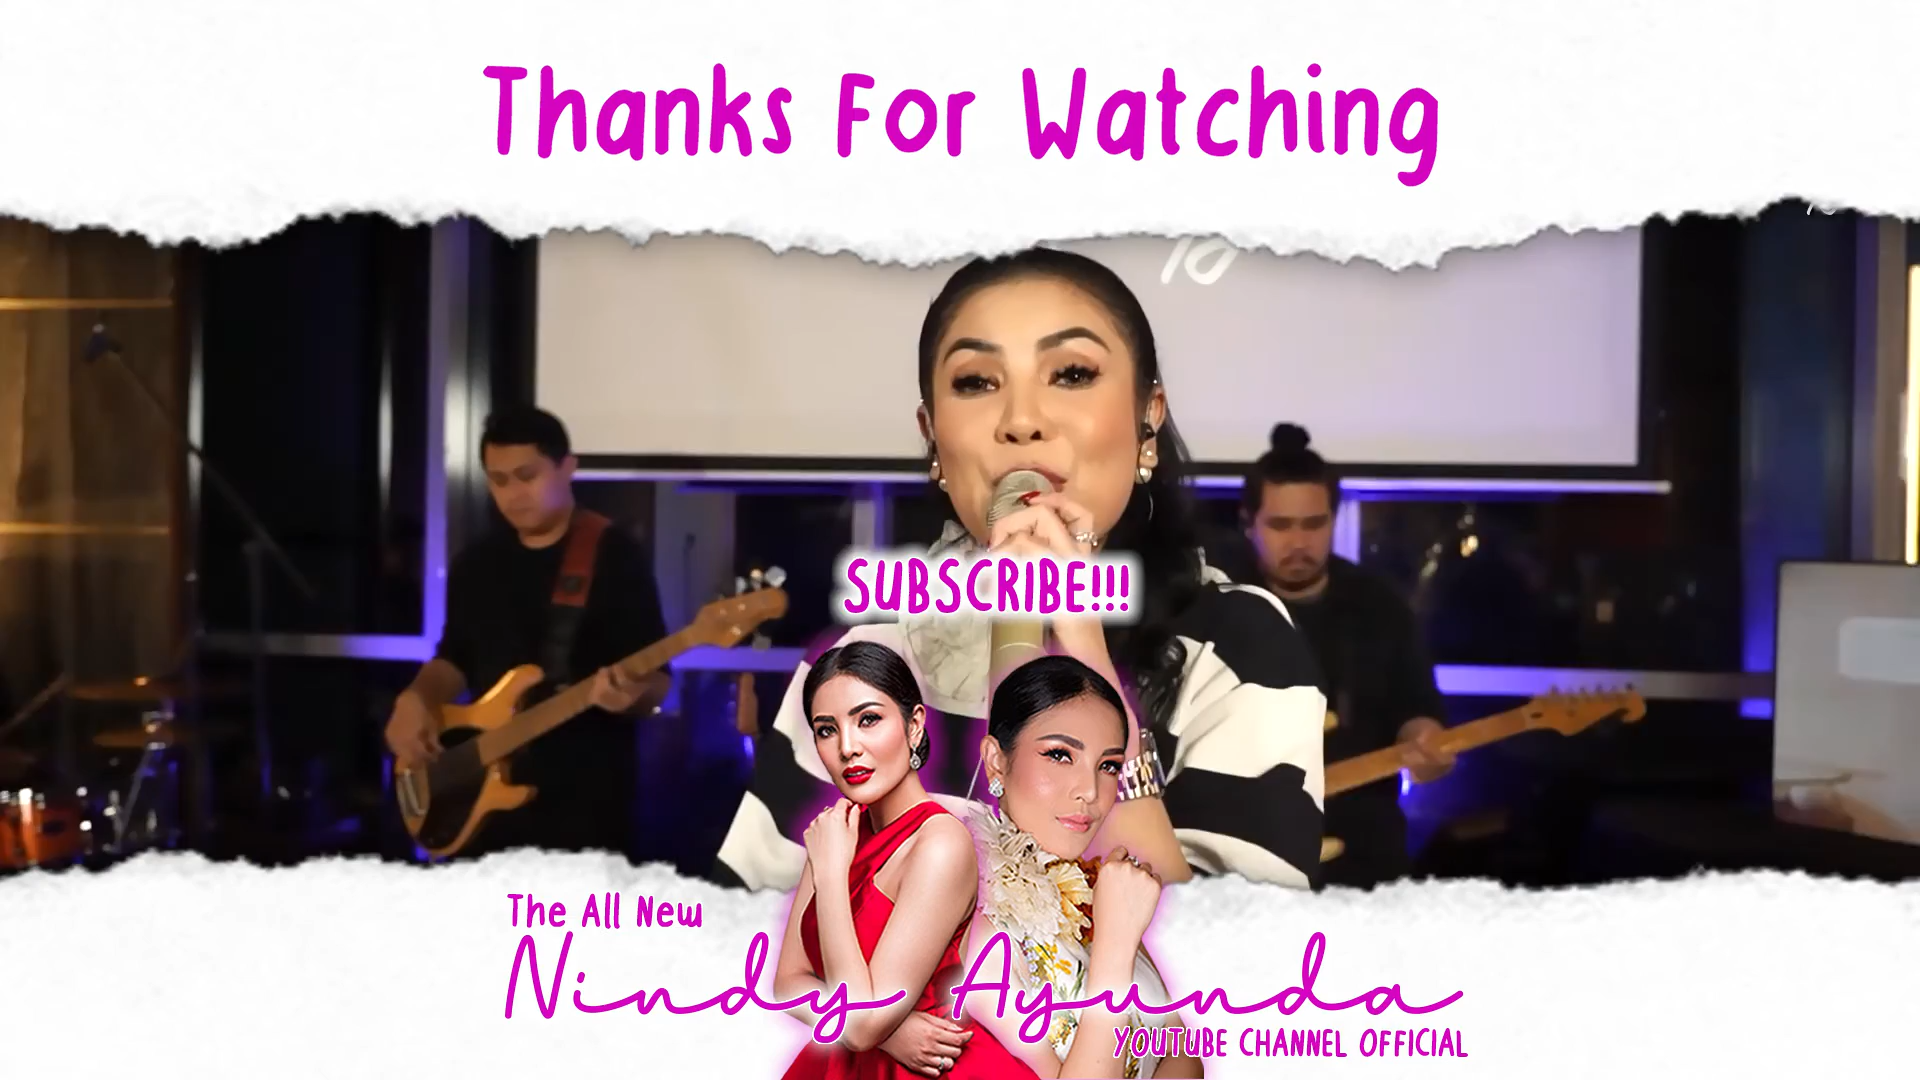 Thanks For Watching
SUBSCRIBE!!!
The All New
Nindy Ayunda
YOUTUBE CHANNEL OFFICIAL